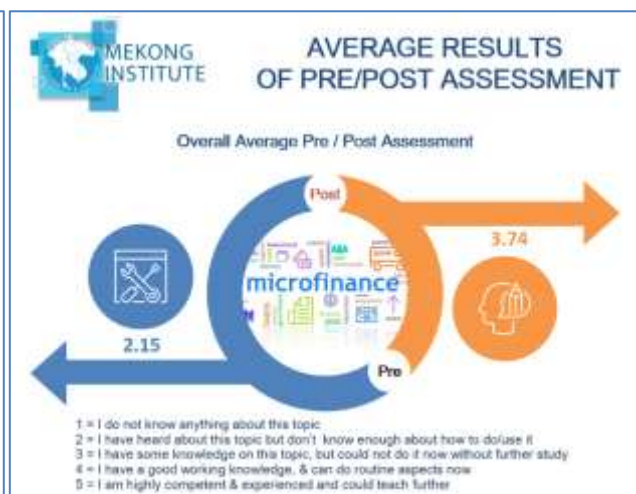 MEKONG
INSTITUTE
AVERAGE RESULTS
OF PRE/POST ASSESSMENT
Overall Average Pre / Post Assessment
Post
3.74
microfinance
2.15
Pre
1 = I do not know anything about this topic
2 = I have heard about this topic but don't know enough about how to do/use it
3 = I have some knowledge on this topic, but could not do it now without further study
4 = I have a good working knowledge, & can do routine aspects now
5 = I am highly competent & experienced and could teach further